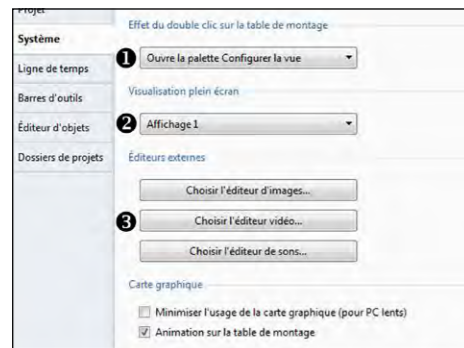 Projet
Système
Ligne de temps
Barres d'outils
Éditeur d'objets
Dossiers de projets
Effet du double clic sur la table de montage
❶ Ouvre la palette Configurer la vue
Visualisation plein écran
❷ Affichage 1
Éditeurs externes
Choisir l'éditeur d'images...
❸ Choisir l'éditeur vidéo...
Choisir l'éditeur de sons...
Carte graphique
Minimiser l'usage de la carte graphique (pour PC lents)
Animation sur la table de montage